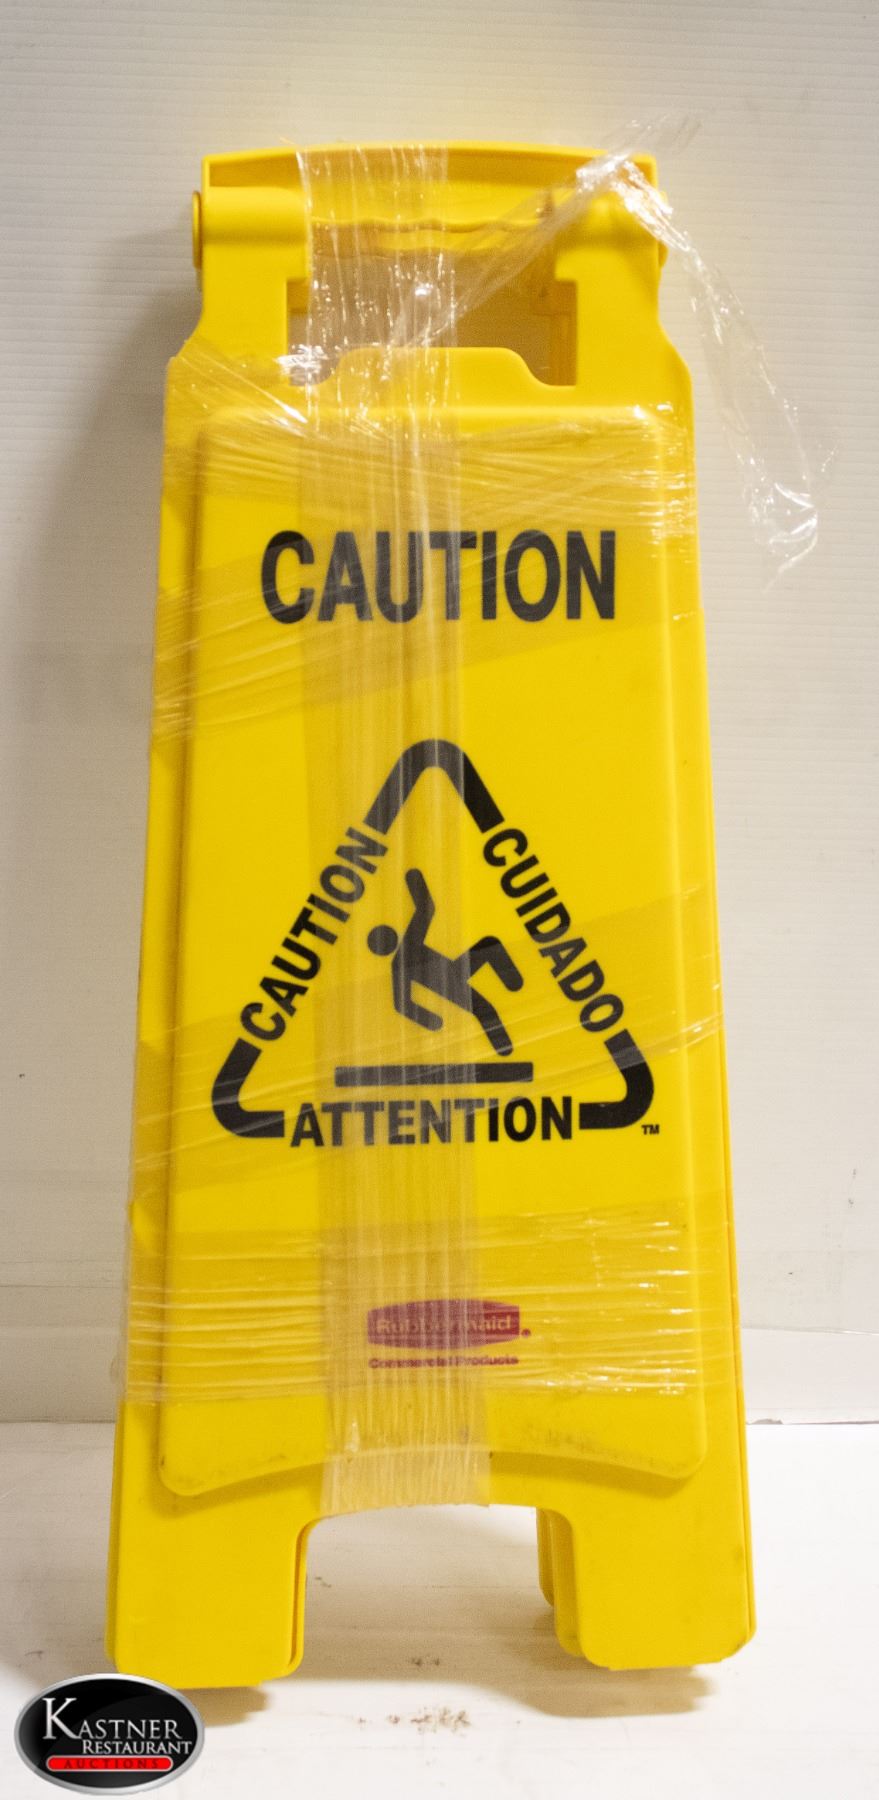 CAUTION
CAUTION
CUIDADO
ATTENTION
TM
Rubbermaid®
Commercial Products
KASTNER
RESTAURANT
AUCTIONS